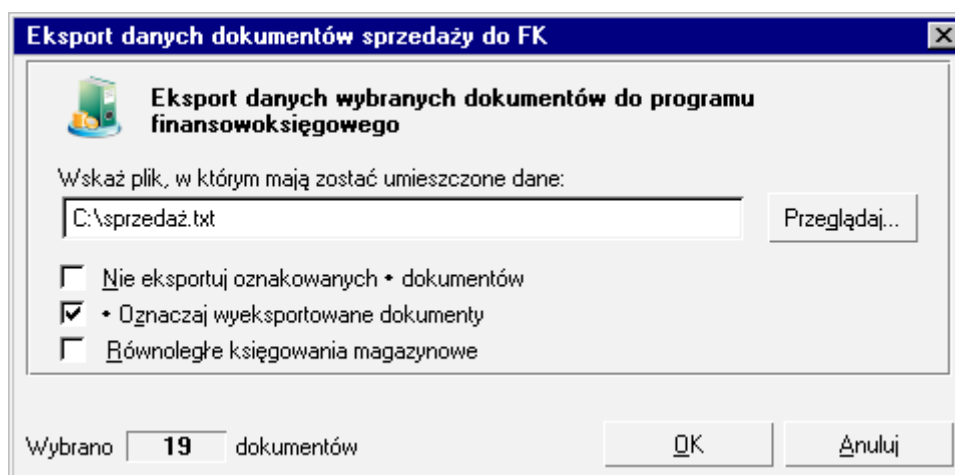 Eksport danych dokumentów sprzedaży do FK
Eksport danych wybranych dokumentów do programu
finansowoksięgowego
Wskaż plik, w którym mają zostać umieszczone dane:
C:\sprzedaż.txt
Przeglądaj...
Nie eksportuj oznakowanych • dokumentów
• Oznaczaj wyeksportowane dokumenty
Równoległe księgowania magazynowe
Wybrano 19 dokumentów
OK
Anuluj